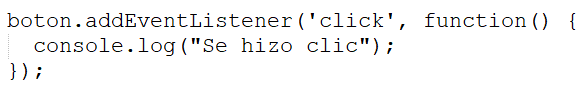 boton.addEventListener('click', function() {
  console.log("Se hizo clic");
});